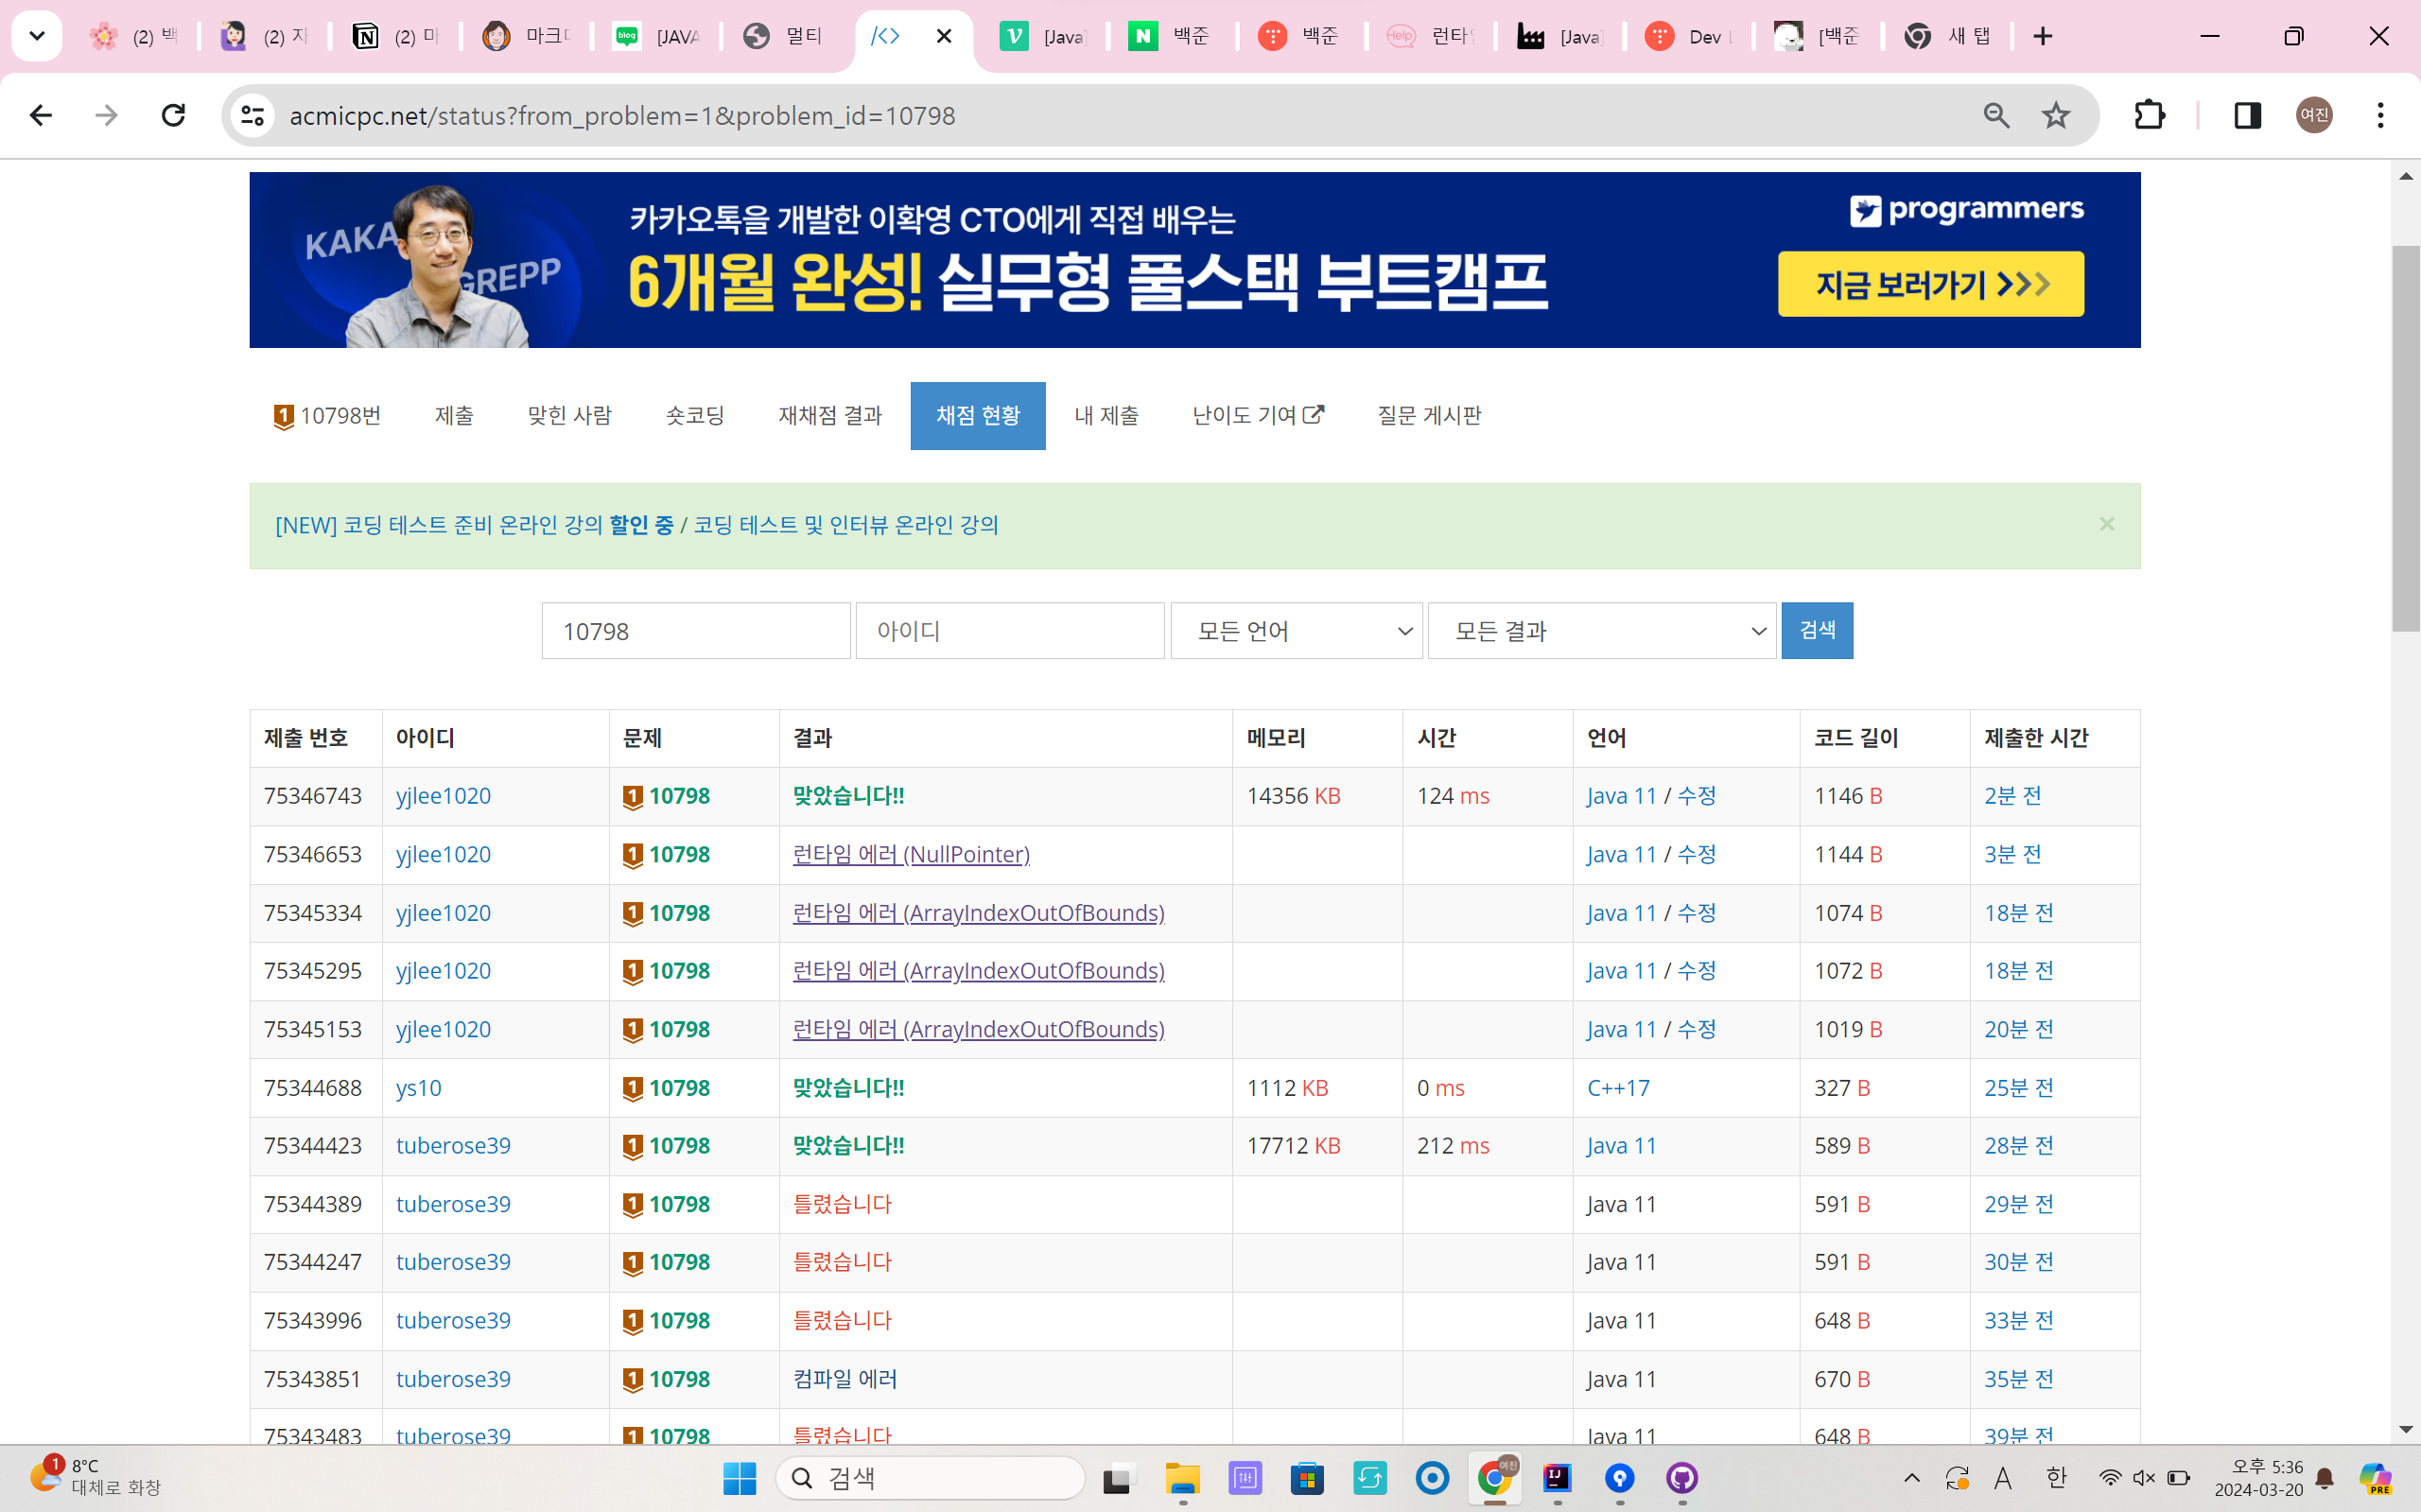 (2) 백
(2) 지
(2) 마
마크다
[JAVA
멀티
[Java]
백준
백준
런타임
[Java]
Dev L
[백준
새 탭
acmicpc.net/status?from_problem=1&problem_id=10798
여진
KAKA
GREPP
카카오톡을 개발한 이확영 CTO에게 직접 배우는
6개월 완성! 실무형 풀스택 부트캠프
programmers
지금 보러가기 >>>
1 10798번 제출 맞힌 사람 숏코딩 재채점 결과 채점 현황 내 제출 난이도 기여 질문 게시판
[NEW] 코딩 테스트 준비 온라인 강의 할인 중 / 코딩 테스트 및 인터뷰 온라인 강의 ×
10798 아이디 모든 언어 모든 결과 검색
제출 번호 아이디 문제 결과 메모리 시간 언어 코드 길이 제출한 시간
75346743 yjlee1020 1 10798 맞았습니다!! 14356 KB 124 ms Java 11 / 수정 1146 B 2분 전
75346653 yjlee1020 1 10798 런타임 에러 (NullPointer) Java 11 / 수정 1144 B 3분 전
75345334 yjlee1020 1 10798 런타임 에러 (ArrayIndexOutOfBounds) Java 11 / 수정 1074 B 18분 전
75345295 yjlee1020 1 10798 런타임 에러 (ArrayIndexOutOfBounds) Java 11 / 수정 1072 B 18분 전
75345153 yjlee1020 1 10798 런타임 에러 (ArrayIndexOutOfBounds) Java 11 / 수정 1019 B 20분 전
75344688 ys10 1 10798 맞았습니다!! 1112 KB 0 ms C++17 327 B 25분 전
75344423 tuberose39 1 10798 맞았습니다!! 17712 KB 212 ms Java 11 589 B 28분 전
75344389 tuberose39 1 10798 틀렸습니다 Java 11 591 B 29분 전
75344247 tuberose39 1 10798 틀렸습니다 Java 11 591 B 30분 전
75343996 tuberose39 1 10798 틀렸습니다 Java 11 648 B 33분 전
75343851 tuberose39 1 10798 컴파일 에러 Java 11 670 B 35분 전
75343483 tuberose39 1 10798 틀렸습니다 Java 11 648 B 39분 전
1
8°C
대체로 화창
검색
여진
A
한
오후 5:36
2024-03-20
PRE